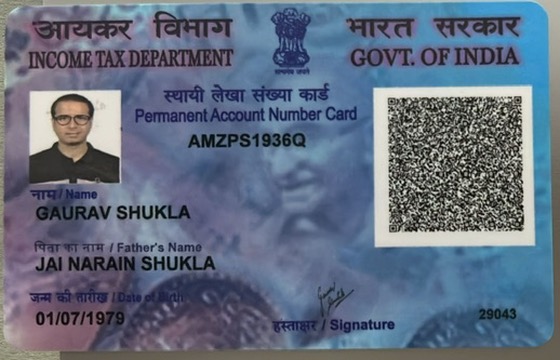 आयकर विभाग
INCOME TAX DEPARTMENT
सत्यमेव जयते
भारत सरकार
GOVT. OF INDIA
स्थायी लेखा संख्या कार्ड
Permanent Account Number Card
AMZPS1936Q
नाम / Name
GAURAV SHUKLA
पिता का नाम / Father's Name
JAI NARAIN SHUKLA
जन्म की तारीख / Date of Birth
01/07/1979
हस्ताक्षर / Signature
29043